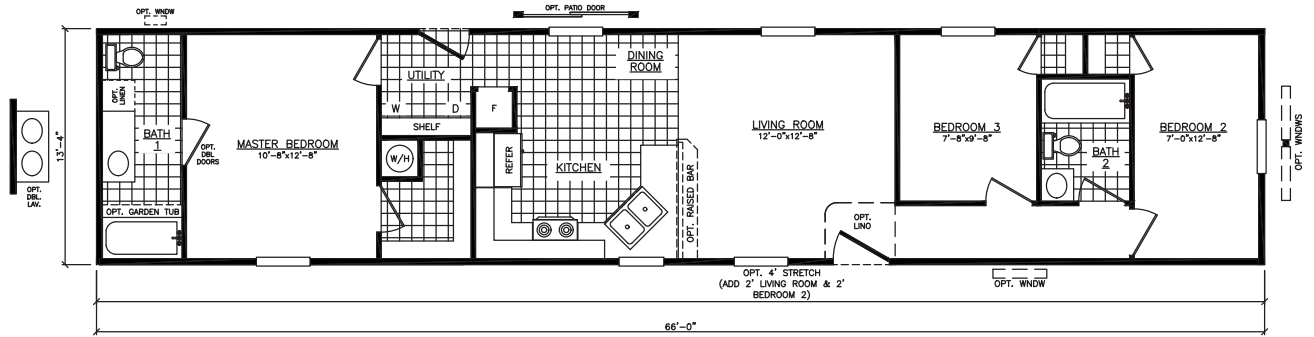 OPT. WNDW
OPT. PATIO DOOR
DINING
ROOM
UTILITY
W
D
F
SHELF
OPT. LINEN
BATH
1
OPT.
DBL
DOORS
MASTER BEDROOM
10'-8"x12'-8"
W/H
REFER
KITCHEN
OPT. RAISED BAR
LIVING ROOM
12'-0"x12'-8"
BEDROOM 3
7'-8"x9'-8"
BATH
2
BEDROOM 2
7'-0"x12'-8"
OPT. WNDWS
13'-4"
OPT.
DBL.
LAV.
OPT. GARDEN TUB
OPT.
LINO
OPT. 4' STRETCH
(ADD 2' LIVING ROOM & 2'
BEDROOM 2)
OPT. WNDW
66'-0"